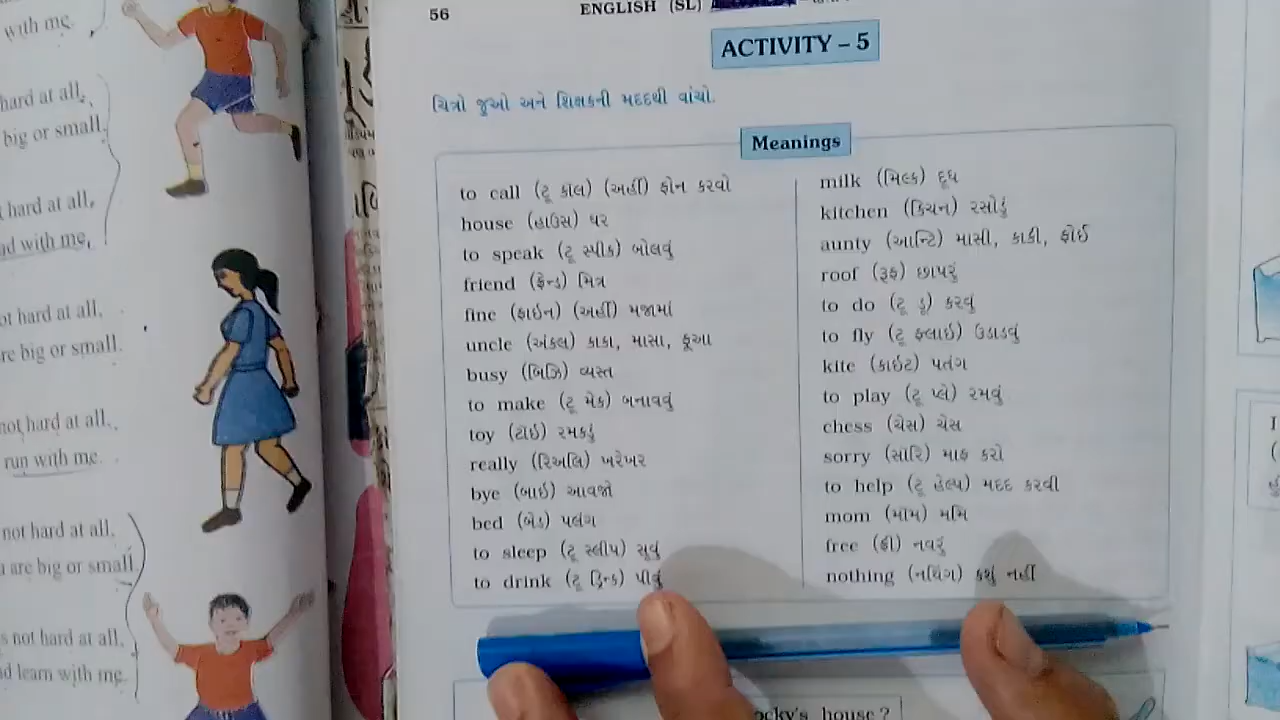 with me.
hard at all,
big or small.
t hard at all,
nd with me,
ot hard at all,
re big or small.
not hard at all.
run with me.
not hard at all,
are big or small.
s not hard at all,
nd learn with me.
56
ENGLISH (SL)
ACTIVITY – 5
ચિત્રો જુઓ અને શિક્ષકની મદદથી વાંચો.
Meanings
to call (ટૂ કૉલ) (અહીં) ફોન કરવો
house (હાઉસ) ઘર
to speak (ટૂ સ્પીક) બોલવું
friend (ફ્રેન્ડ) મિત્ર
fine (ફાઇન) (અહીં) મજામાં
uncle (અંકલ) કાકા, માસા, ફૂઆ
busy (બિઝિ) વ્યસ્ત
to make (ટૂ મેક) બનાવવું
toy (ટૉઇ) રમકડું
really (રિઅલિ) ખરેખર
bye (બાઇ) આવજો
bed (બેડ) પલંગ
to sleep (ટૂ સ્લીપ) સૂવું
to drink (ટૂ ડ્રિન્ક) પીવું
milk (મિલ્ક) દૂધ
kitchen (કિચન) રસોડું
aunty (આન્ટિ) માસી, કાકી, ફોઈ
roof (રૂફ) છાપરું
to do (ટૂ ડૂ) કરવું
to fly (ટૂ ફ્લાઇ) ઉડાડવું
kite (કાઇટ) પતંગ
to play (ટૂ પ્લે) રમવું
chess (ચેસ) ચેસ
sorry (સૉરિ) માફ કરો
to help (ટૂ હેલ્પ) મદદ કરવી
mom (મૉમ) મમ્મિ
free (ફ્રી) નવરું
nothing (નથિંગ) કશું નહીં
ocky's house?